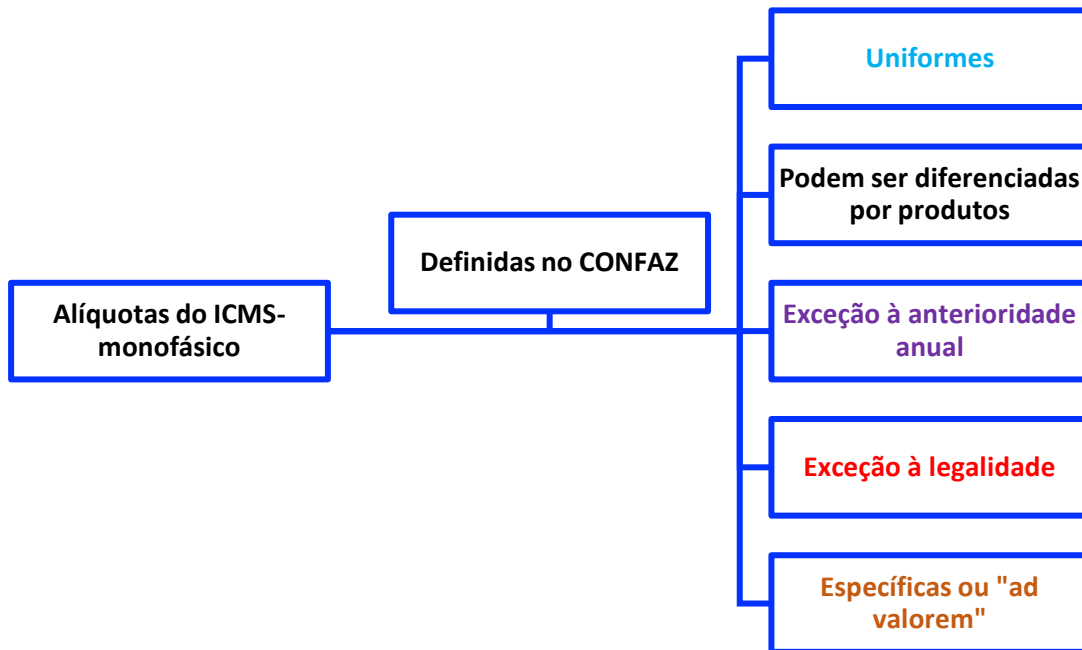 Alíquotas do ICMS-
monofásico
Definidas no CONFAZ
Uniformes
Podem ser diferenciadas
por produtos
Exceção à anterioridade
anual
Exceção à legalidade
Específicas ou "ad
valorem"